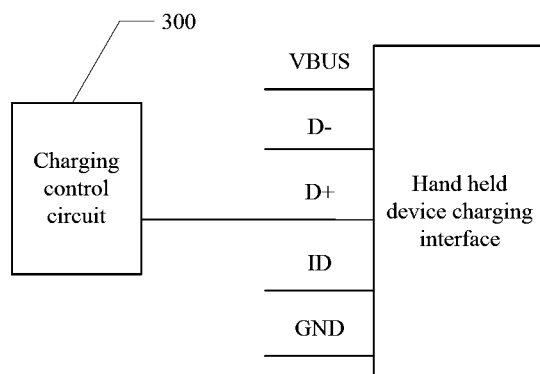 300
VBUS
D-
Charging
control
circuit
D+
Hand held
device charging
interface
ID
GND